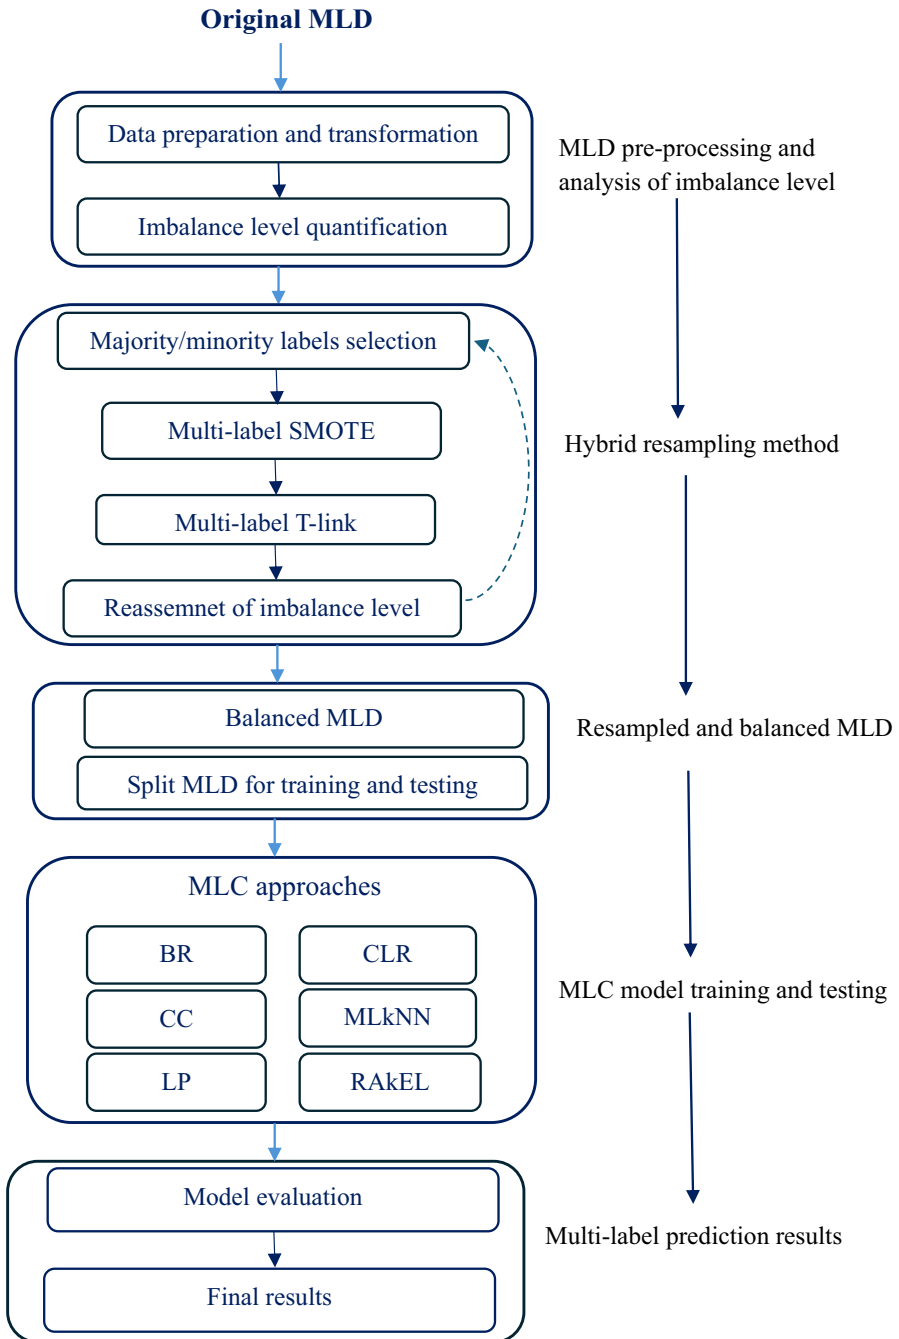 Original MLD
Data preparation and transformation
Imbalance level quantification
MLD pre-processing and
analysis of imbalance level
Majority/minority labels selection
Multi-label SMOTE
Multi-label T-link
Reassemnet of imbalance level
Hybrid resampling method
Balanced MLD
Split MLD for training and testing
Resampled and balanced MLD
MLC approaches
BR
CLR
CC
MLkNN
LP
RAkEL
MLC model training and testing
Model evaluation
Final results
Multi-label prediction results